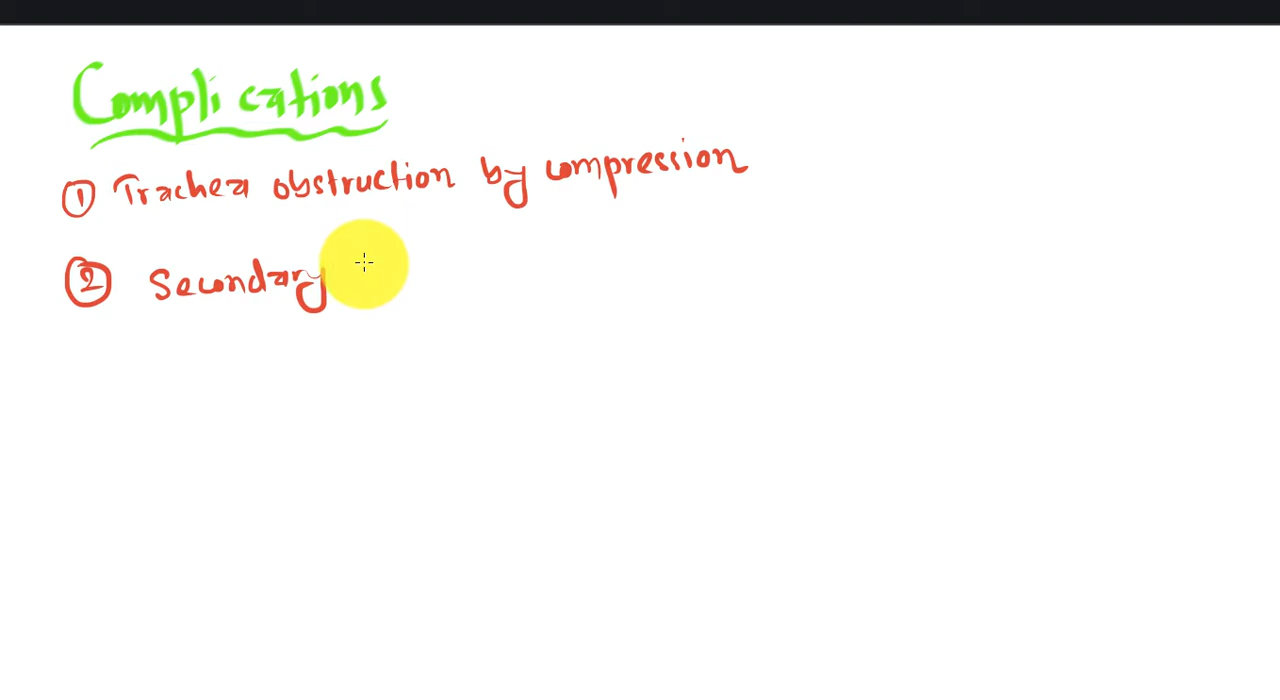 Complications
① Trachea obstruction by compression
② Secondary